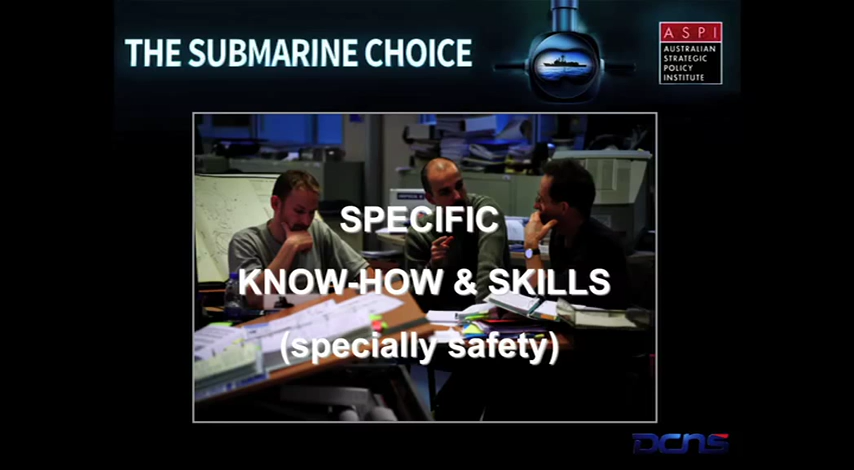 THE SUBMARINE CHOICE
ASPI
AUSTRALIAN
STRATEGIC
POLICY
INSTITUTE
SPECIFIC
KNOW-HOW & SKILLS
(specially safety)
DCNS